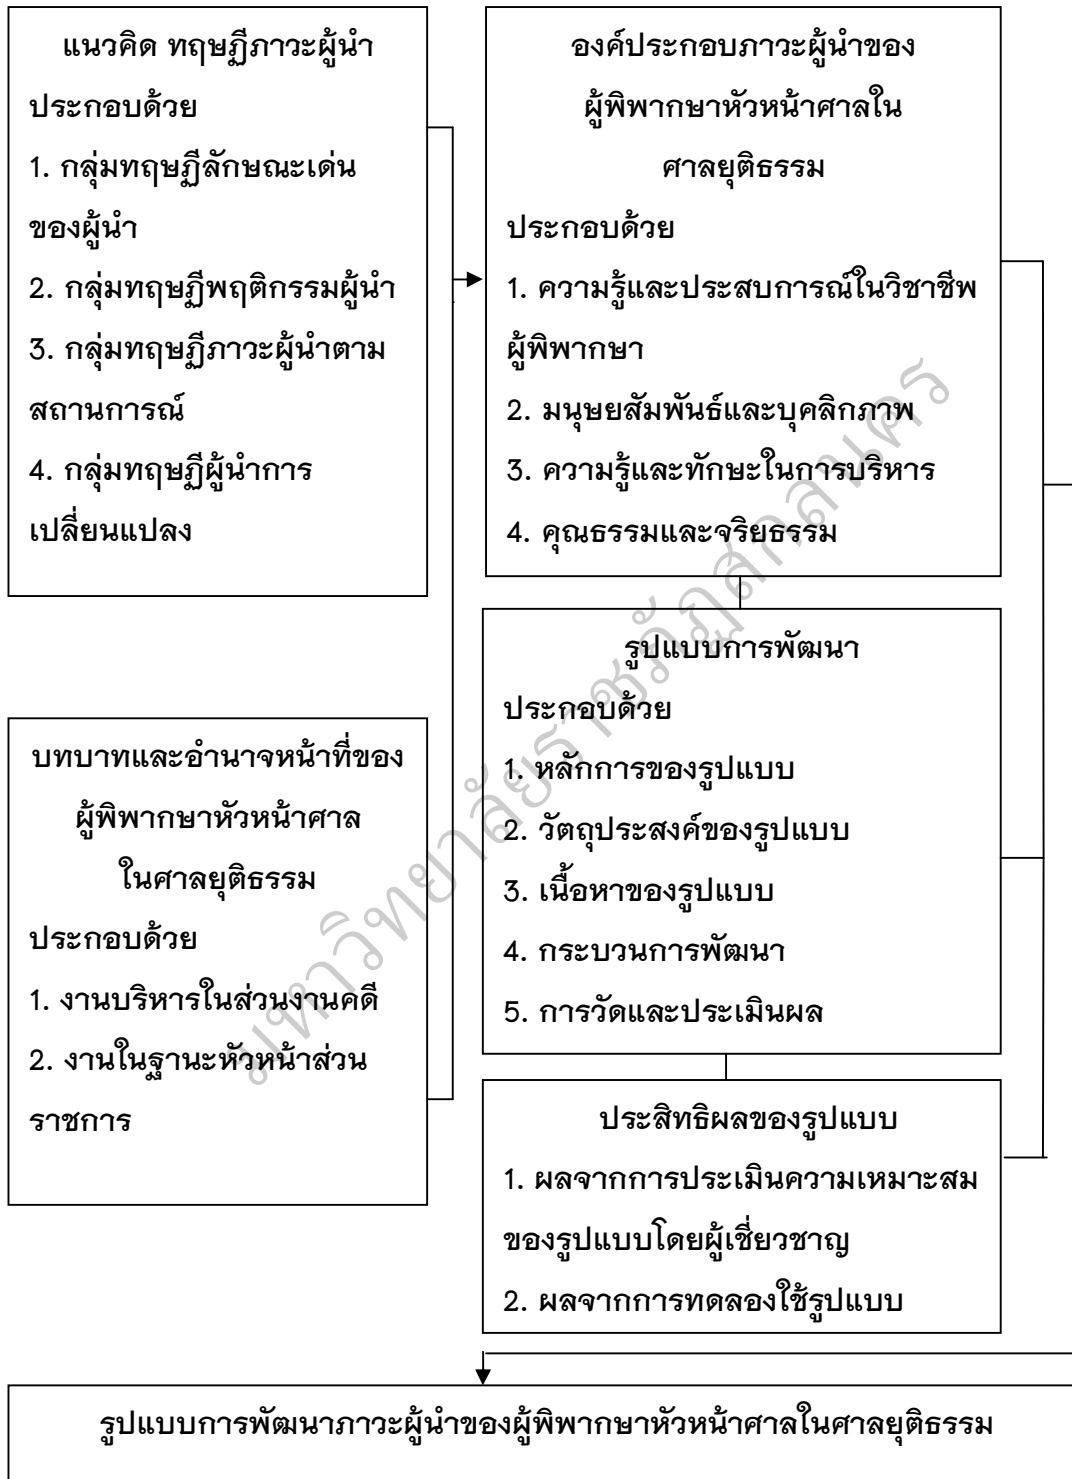 แนวคิด ทฤษฎีภาวะผู้นำ
ประกอบด้วย
1. กลุ่มทฤษฎีลักษณะเด่น
ของผู้นำ
2. กลุ่มทฤษฎีพฤติกรรมผู้นำ
3. กลุ่มทฤษฎีภาวะผู้นำตาม
สถานการณ์
4. กลุ่มทฤษฎีผู้นำการ
เปลี่ยนแปลง
บทบาทและอำนาจหน้าที่ของ
ผู้พิพากษาหัวหน้าศาล
ในศาลยุติธรรม
ประกอบด้วย
1. งานบริหารในส่วนงานคดี
2. งานในฐานะหัวหน้าส่วน
ราชการ
องค์ประกอบภาวะผู้นำของ
ผู้พิพากษาหัวหน้าศาลใน
ศาลยุติธรรม
ประกอบด้วย
1. ความรู้และประสบการณ์ในวิชาชีพ
ผู้พิพากษา
2. มนุษยสัมพันธ์และบุคลิกภาพ
3. ความรู้และทักษะในการบริหาร
4. คุณธรรมและจริยธรรม
รูปแบบการพัฒนา
ประกอบด้วย
1. หลักการของรูปแบบ
2. วัตถุประสงค์ของรูปแบบ
3. เนื้อหาของรูปแบบ
4. กระบวนการพัฒนา
5. การวัดและประเมินผล
ประสิทธิผลของรูปแบบ
1. ผลจากการประเมินความเหมาะสม
ของรูปแบบโดยผู้เชี่ยวชาญ
2. ผลจากการทดลองใช้รูปแบบ
รูปแบบการพัฒนาภาวะผู้นำของผู้พิพากษาหัวหน้าศาลในศาลยุติธรรม
มหาวิทยาลัยราชภัฏสกลนคร